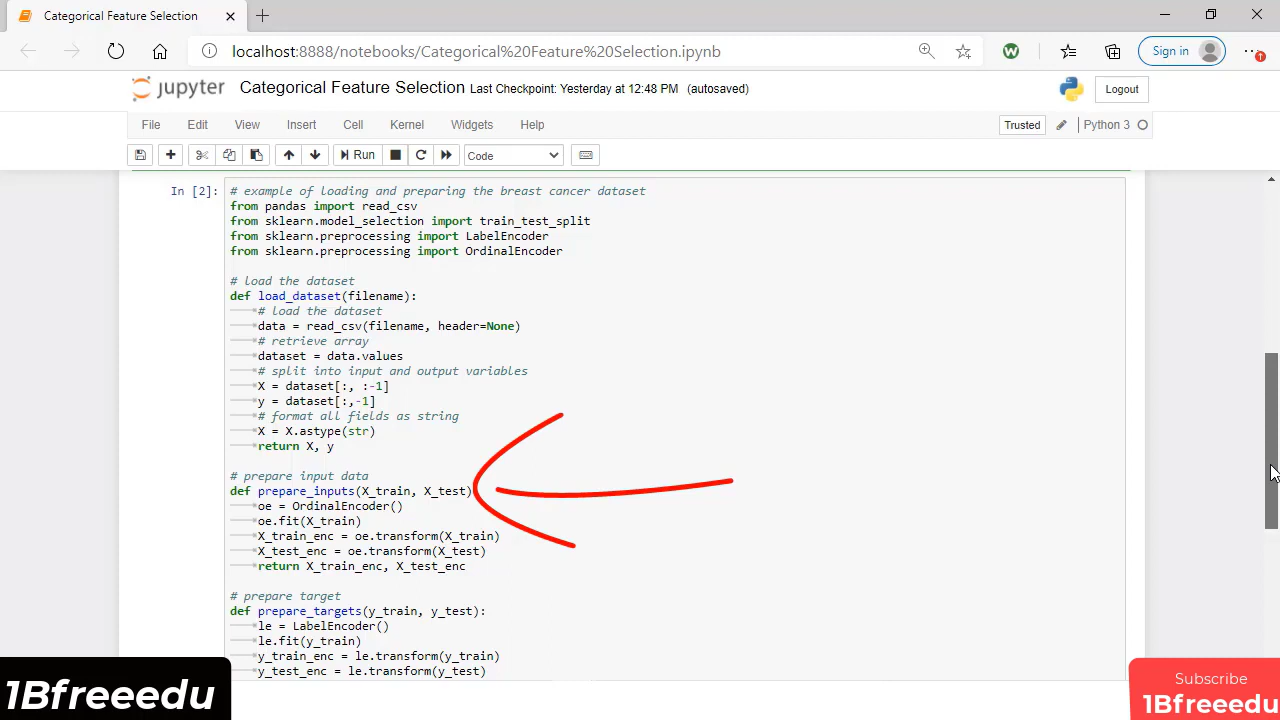 Categorical Feature Selection
localhost:8888/notebooks/Categorical%20Feature%20Selection.ipynb
Sign in
jupyter Categorical Feature Selection Last Checkpoint: Yesterday at 12:48 PM (autosaved)
Logout
File Edit View Insert Cell Kernel Widgets Help
Trusted Python 3
Run Code
In [2]:
# example of loading and preparing the breast cancer dataset
from pandas import read_csv
from sklearn.model_selection import train_test_split
from sklearn.preprocessing import LabelEncoder
from sklearn.preprocessing import OrdinalEncoder
# load the dataset
def load_dataset(filename):
# load the dataset
data = read_csv(filename, header=None)
# retrieve array
dataset = data.values
# split into input and output variables
X = dataset[:, :-1]
y = dataset[:,-1]
# format all fields as string
X = X.astype(str)
return X, y
# prepare input data
def prepare_inputs(X_train, X_test)
oe = OrdinalEncoder()
oe.fit(X_train)
X_train_enc = oe.transform(X_train)
X_test_enc = oe.transform(X_test)
return X_train_enc, X_test_enc
# prepare target
def prepare_targets(y_train, y_test):
le = LabelEncoder()
le.fit(y_train)
y_train_enc = le.transform(y_train)
y_test_enc = le.transform(y_test)
1Bfreeedu
Subscribe
1Bfreeedu